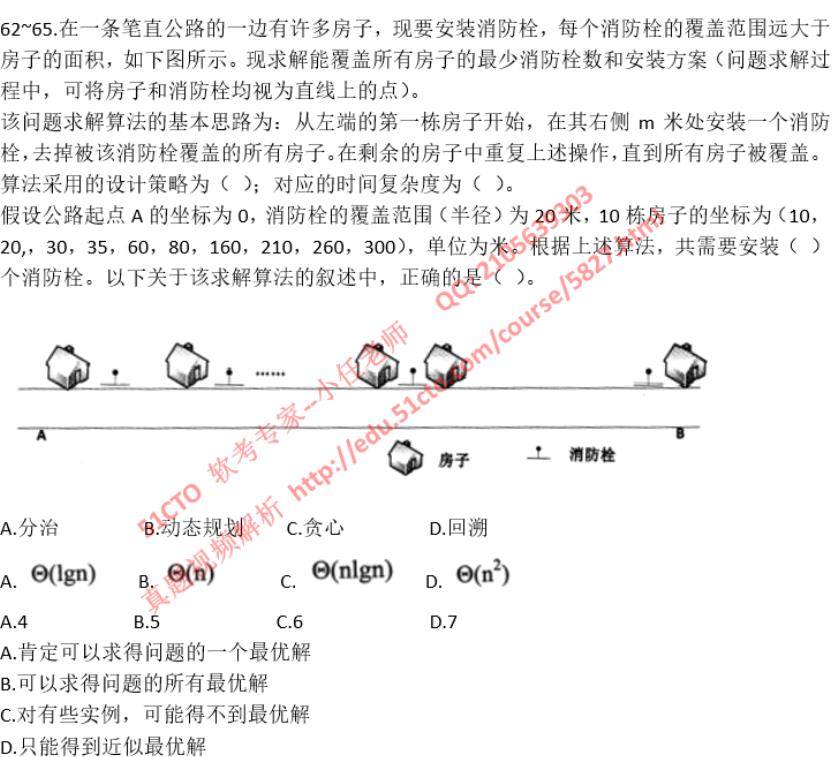 62~65.在一条笔直公路的一边有许多房子，现要安装消防栓，每个消防栓的覆盖范围远大于
房子的面积，如下图所示。现求解能覆盖所有房子的最少消防栓数和安装方案（问题求解过
程中，可将房子和消防栓均视为直线上的点）。
该问题求解算法的基本思路为：从左端的第一栋房子开始，在其右侧 m 米处安装一个消防
栓，去掉被该消防栓覆盖的所有房子。在剩余的房子中重复上述操作，直到所有房子被覆盖。
算法采用的设计策略为（ ）；对应的时间复杂度为（ ）。
假设公路起点 A 的坐标为 0，消防栓的覆盖范围（半径）为 20 米，10 栋房子的坐标为（10，
20,，30，35，60，80，160，210，260，300），单位为米。根据上述算法，共需要安装（ ）
个消防栓。以下关于该求解算法的叙述中，正确的是（ ）。
51CTO 软考专家--小任老师 QQ:2105639303
真题视频解析 http://edu.51cto.com/course/5827.html
……
A B
房子 消防栓
A.分治 B.动态规划 C.贪心 D.回溯
A. Θ(lgn) B. Θ(n) C. Θ(nlgn) D. Θ(n²)
A.4 B.5 C.6 D.7
A.肯定可以求得问题的一个最优解
B.可以求得问题的所有最优解
C.对有些实例，可能得不到最优解
D.只能得到近似最优解